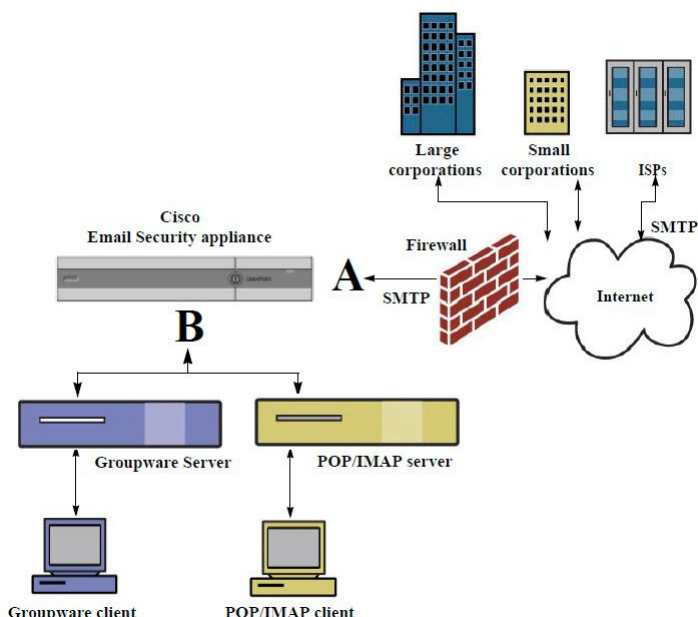 Large
corporations
Small
corporations
ISPs
Cisco
Email Security appliance
Firewall
SMTP
A
SMTP
Internet
B
Groupware Server
POP/IMAP server
Groupware client
POP/IMAP client